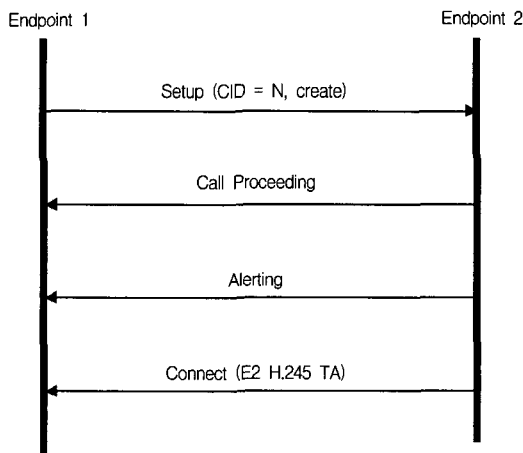 Endpoint 1
Endpoint 2
Setup (CID = N, create)
Call Proceeding
Alerting
Connect (E2 H.245 TA)